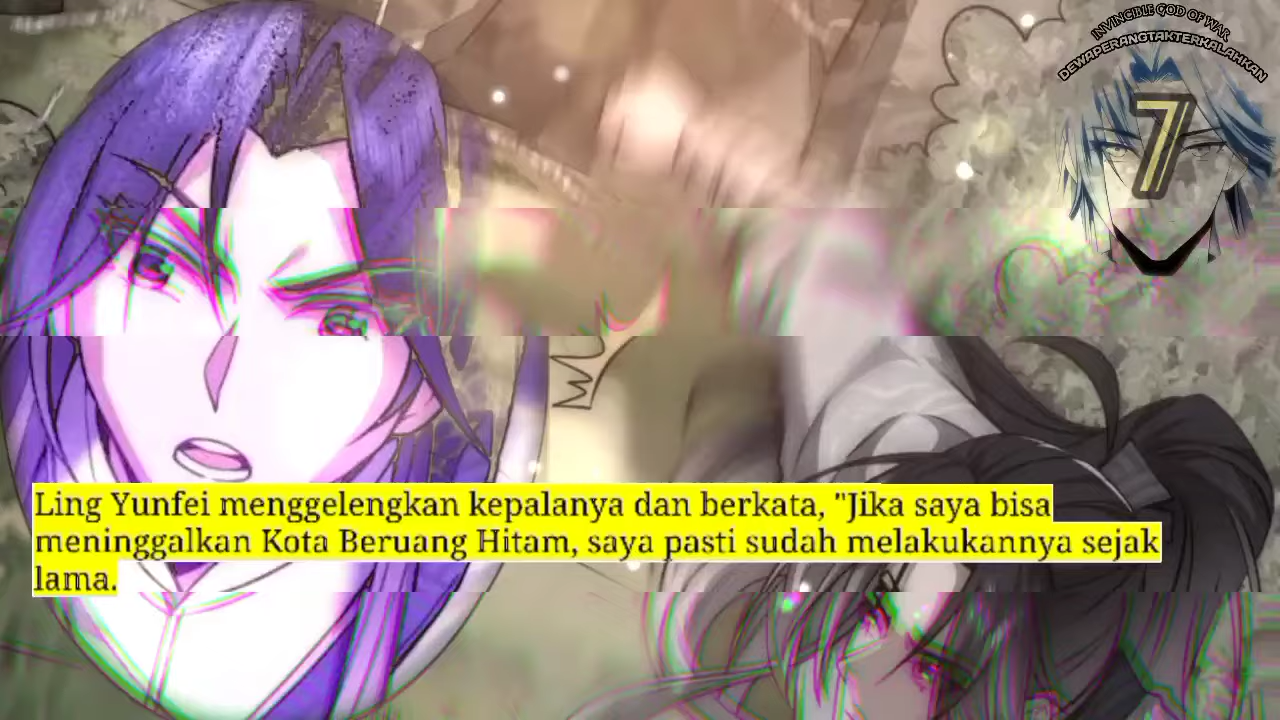 INVINCIBLE GOD OF WAR
DEWAPERANGTAKTERKALAHKAN
7
Ling Yunfei menggelengkan kepalanya dan berkata, "Jika saya bisa
meninggalkan Kota Beruang Hitam, saya pasti sudah melakukannya sejak
lama.